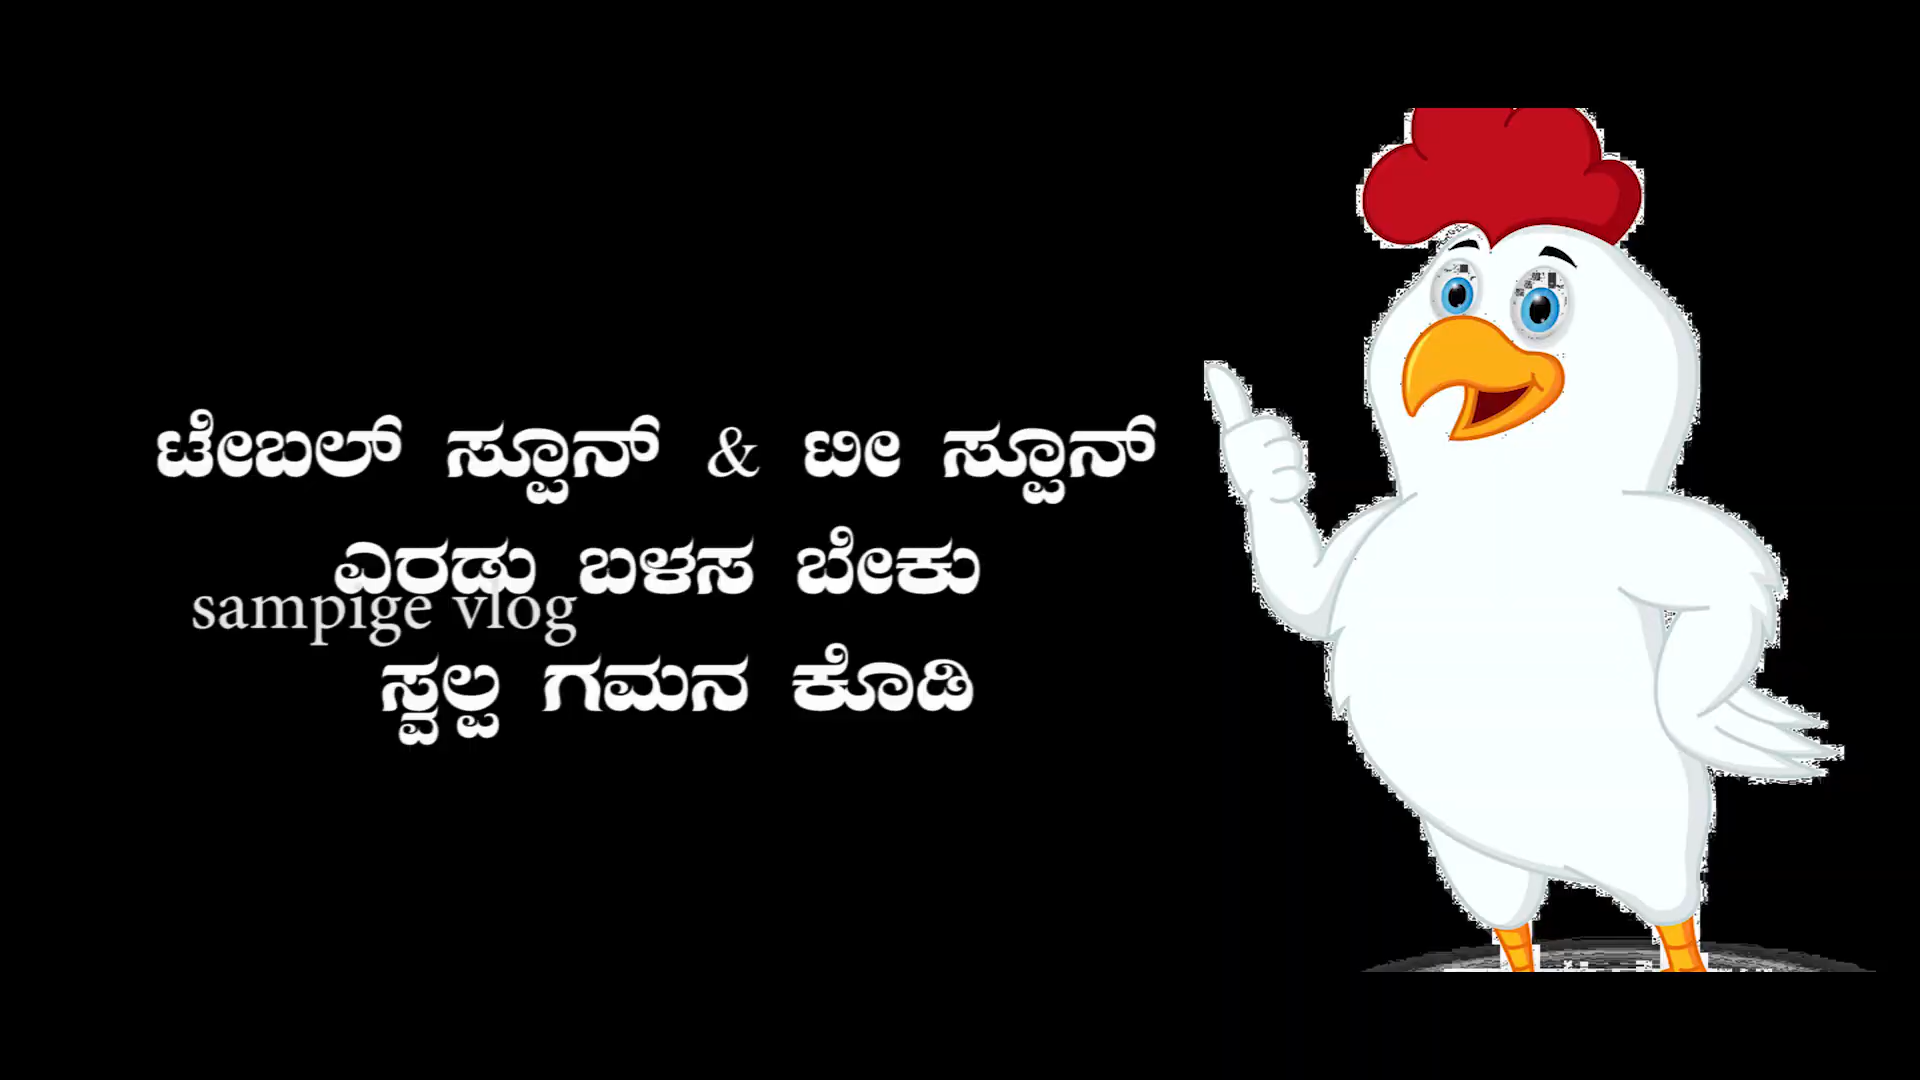 ಟೇಬಲ್ ಸ್ಪೂನ್ & ಟೀ ಸ್ಪೂನ್
ಎರಡು ಬಳಸ ಬೇಕು
sampige vlog
ಸ್ವಲ್ಪ ಗಮನ ಕೊಡಿ